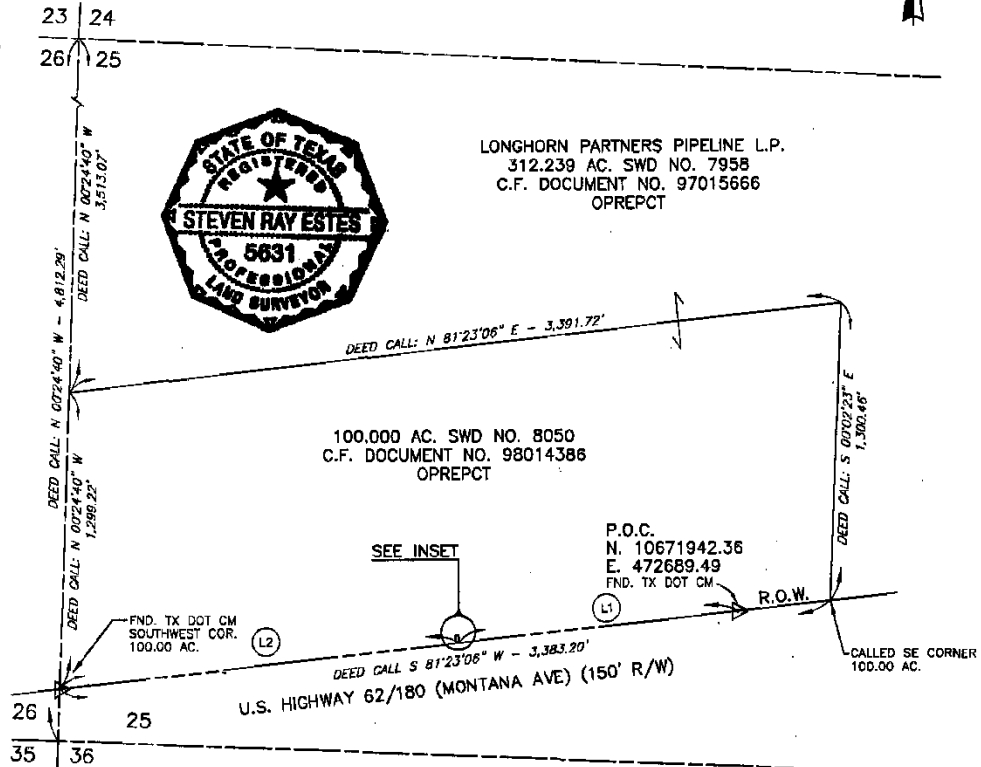 23 24
26 25
DEED CALL: N 00°24'40" W
3,513.07'
STATE OF TEXAS
REGISTERED
STEVEN RAY ESTES
5631
PROFESSIONAL
LAND SURVEYOR
LONGHORN PARTNERS PIPELINE L.P.
312.239 AC. SWD NO. 7958
C.F. DOCUMENT NO. 97015666
OPREPCT
DEED CALL: N 00°24'40" W - 4,812.29'
DEED CALL: N 81°23'06" E - 3,391.72'
DEED CALL: S 00°02'23" E
1,300.46'
100.000 AC. SWD NO. 8050
C.F. DOCUMENT NO. 98014386
OPREPCT
DEED CALL: N 00°24'40" W
1,299.22'
SEE INSET
P.O.C.
N. 10671942.36
E. 472689.49
FND. TX DOT CM
R.O.W.
L1
FND. TX DOT CM
SOUTHWEST COR.
100.00 AC.
L2
CALLED SE CORNER
100.00 AC.
DEED CALL S 81°23'06" W - 3,383.20'
U.S. HIGHWAY 62/180 (MONTANA AVE) (150' R/W)
26 25
35 36